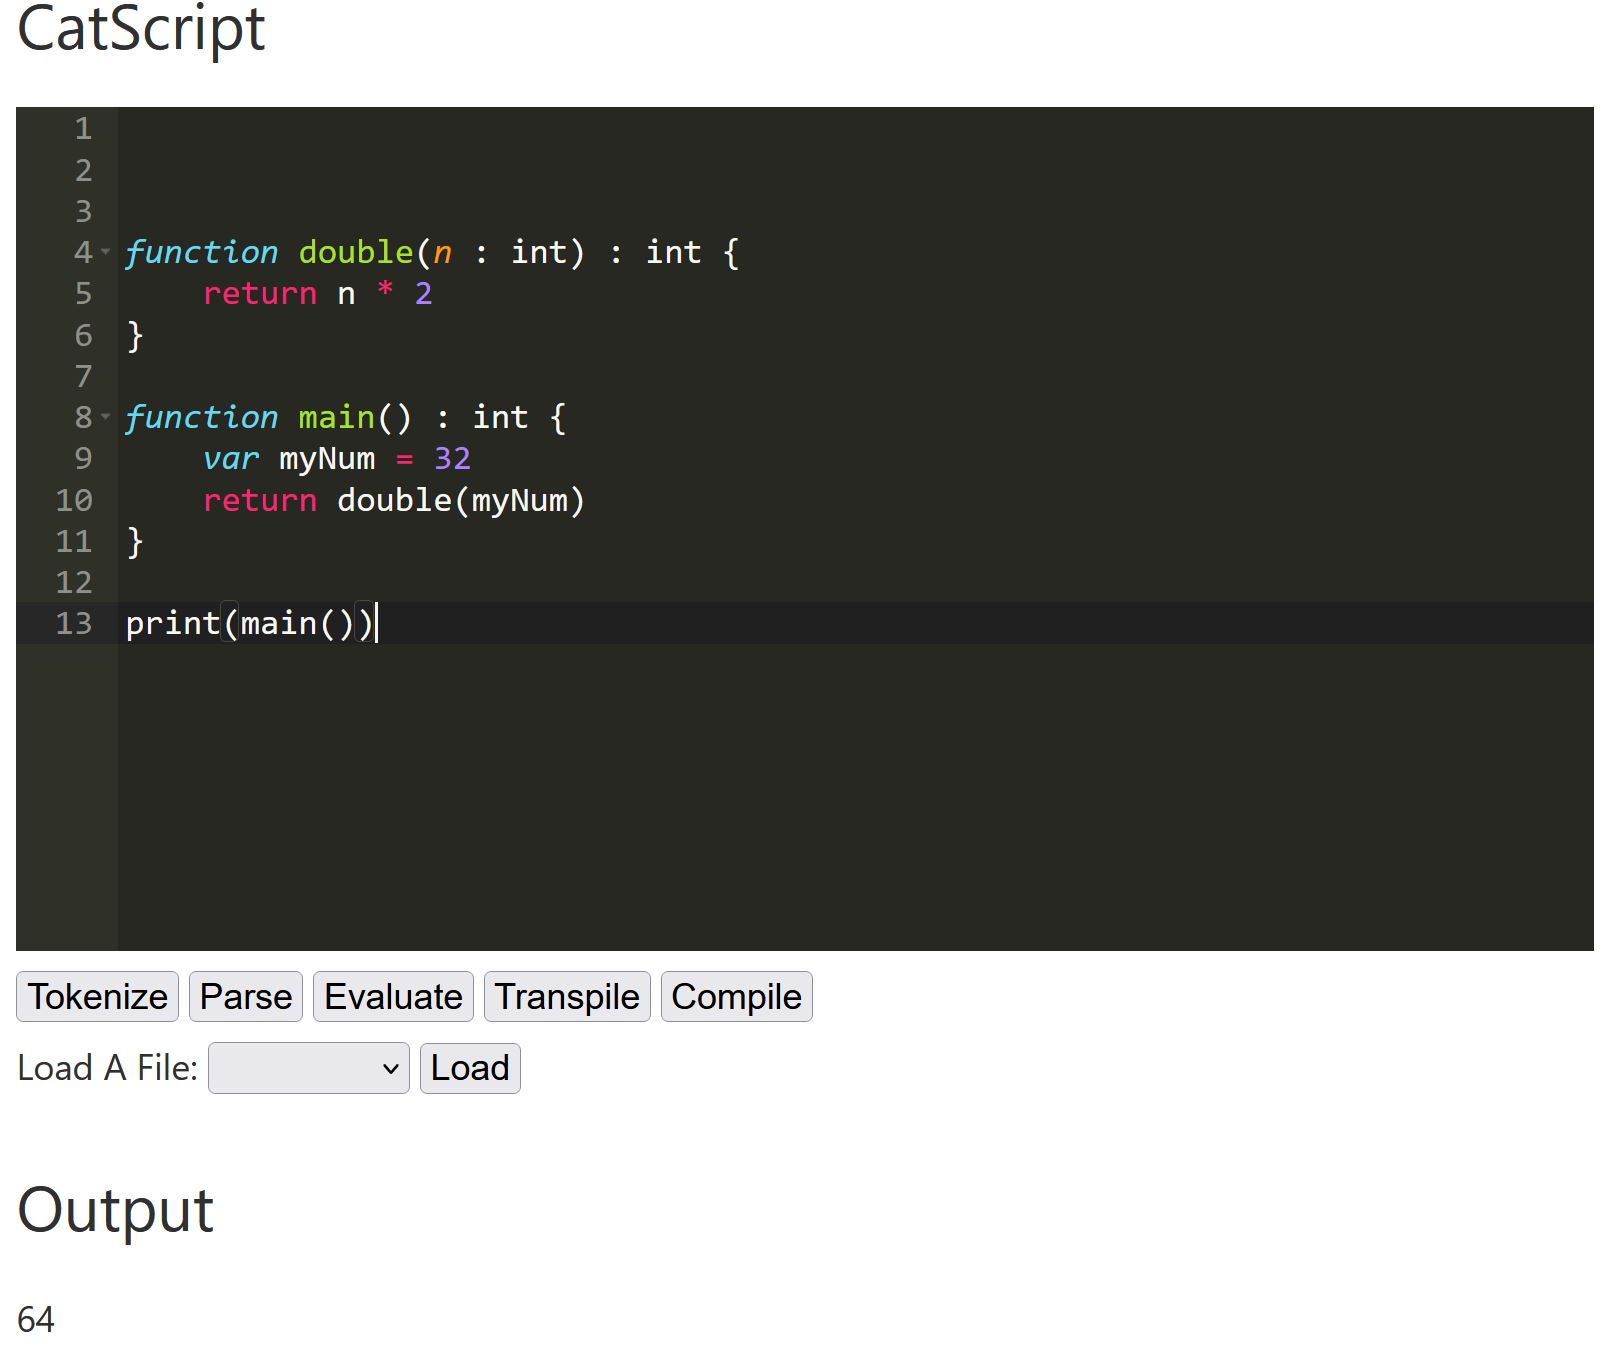 CatScript
1
2
3
4 function double(n : int) : int {
5     return n * 2
6 }
7
8 function main() : int {
9     var myNum = 32
10     return double(myNum)
11 }
12
13 print(main())
Tokenize Parse Evaluate Transpile Compile
Load A File: Load
Output
64